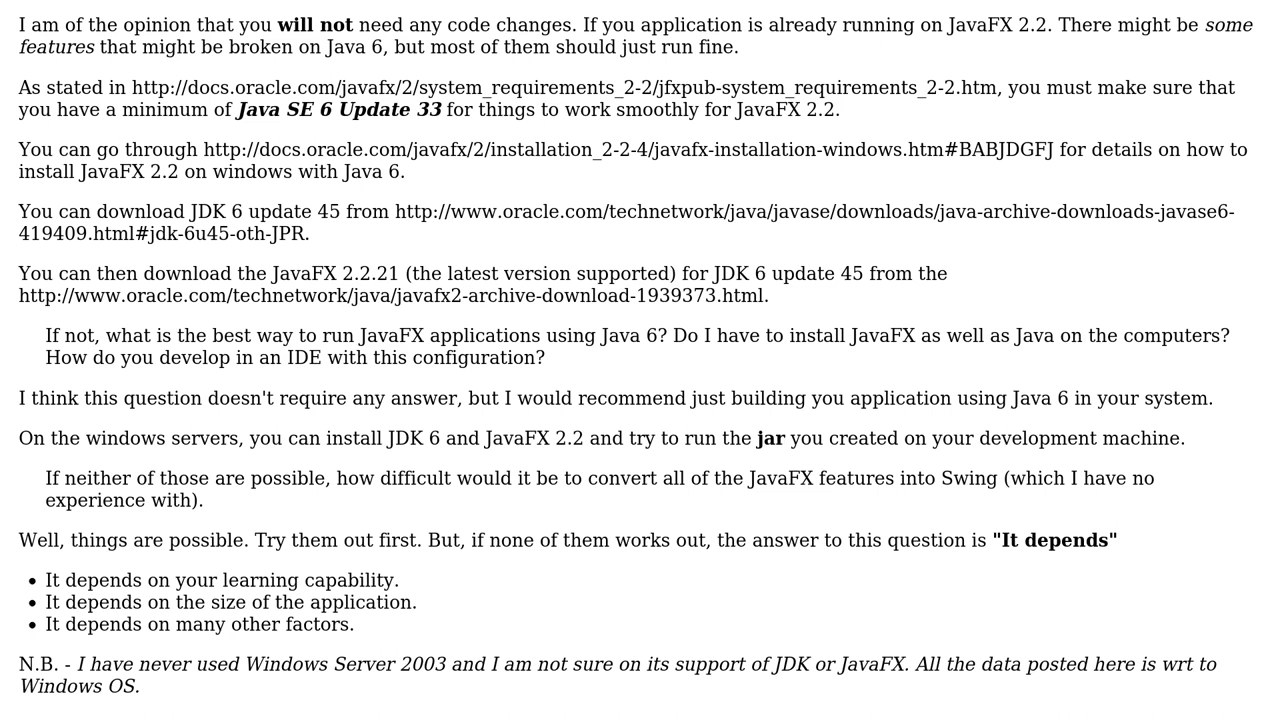 I am of the opinion that you will not need any code changes. If you application is already running on JavaFX 2.2. There might be some
features that might be broken on Java 6, but most of them should just run fine.
As stated in http://docs.oracle.com/javafx/2/system_requirements_2-2/jfxpub-system_requirements_2-2.htm, you must make sure that
you have a minimum of Java SE 6 Update 33 for things to work smoothly for JavaFX 2.2.
You can go through http://docs.oracle.com/javafx/2/installation_2-2-4/javafx-installation-windows.htm#BABJDGFJ for details on how to
install JavaFX 2.2 on windows with Java 6.
You can download JDK 6 update 45 from http://www.oracle.com/technetwork/java/javase/downloads/java-archive-downloads-javase6-
419409.html#jdk-6u45-oth-JPR.
You can then download the JavaFX 2.2.21 (the latest version supported) for JDK 6 update 45 from the
http://www.oracle.com/technetwork/java/javafx2-archive-download-1939373.html.
If not, what is the best way to run JavaFX applications using Java 6? Do I have to install JavaFX as well as Java on the computers?
How do you develop in an IDE with this configuration?
I think this question doesn't require any answer, but I would recommend just building you application using Java 6 in your system.
On the windows servers, you can install JDK 6 and JavaFX 2.2 and try to run the jar you created on your development machine.
If neither of those are possible, how difficult would it be to convert all of the JavaFX features into Swing (which I have no
experience with).
Well, things are possible. Try them out first. But, if none of them works out, the answer to this question is "It depends"
• It depends on your learning capability.
• It depends on the size of the application.
• It depends on many other factors.
N.B. - I have never used Windows Server 2003 and I am not sure on its support of JDK or JavaFX. All the data posted here is wrt to
Windows OS.